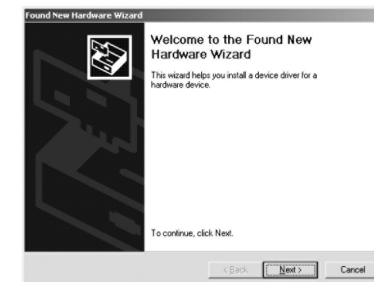 Found New Hardware Wizard
Welcome to the Found New
Hardware Wizard
This wizard helps you install a device driver for a
hardware device.
To continue, click Next.
< Back
Next >
Cancel